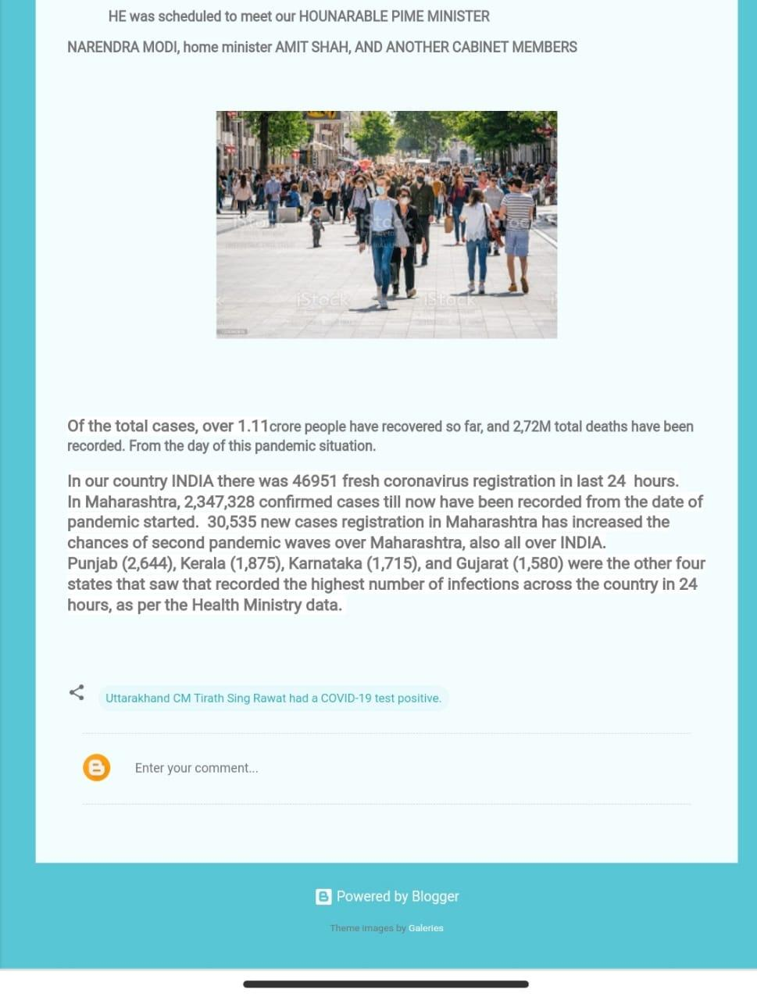 HE was scheduled to meet our HOUNARABLE PIME MINISTER
NARENDRA MODI, home minister AMIT SHAH, AND ANOTHER CABINET MEMBERS
iStock
iStock
iStock
iStock
iStock
iStock
Of the total cases, over 1.11crore people have recovered so far, and 2,72M total deaths have been
recorded. From the day of this pandemic situation.
In our country INDIA there was 46951 fresh coronavirus registration in last 24  hours.
In Maharashtra, 2,347,328 confirmed cases till now have been recorded from the date of
pandemic started.  30,535 new cases registration in Maharashtra has increased the
chances of second pandemic waves over Maharashtra, also all over INDIA.
Punjab (2,644), Kerala (1,875), Karnataka (1,715), and Gujarat (1,580) were the other four
states that saw that recorded the highest number of infections across the country in 24
hours, as per the Health Ministry data.
Uttarakhand CM Tirath Sing Rawat had a COVID-19 test positive.
Enter your comment...
Powered by Blogger
Theme images by Galeries